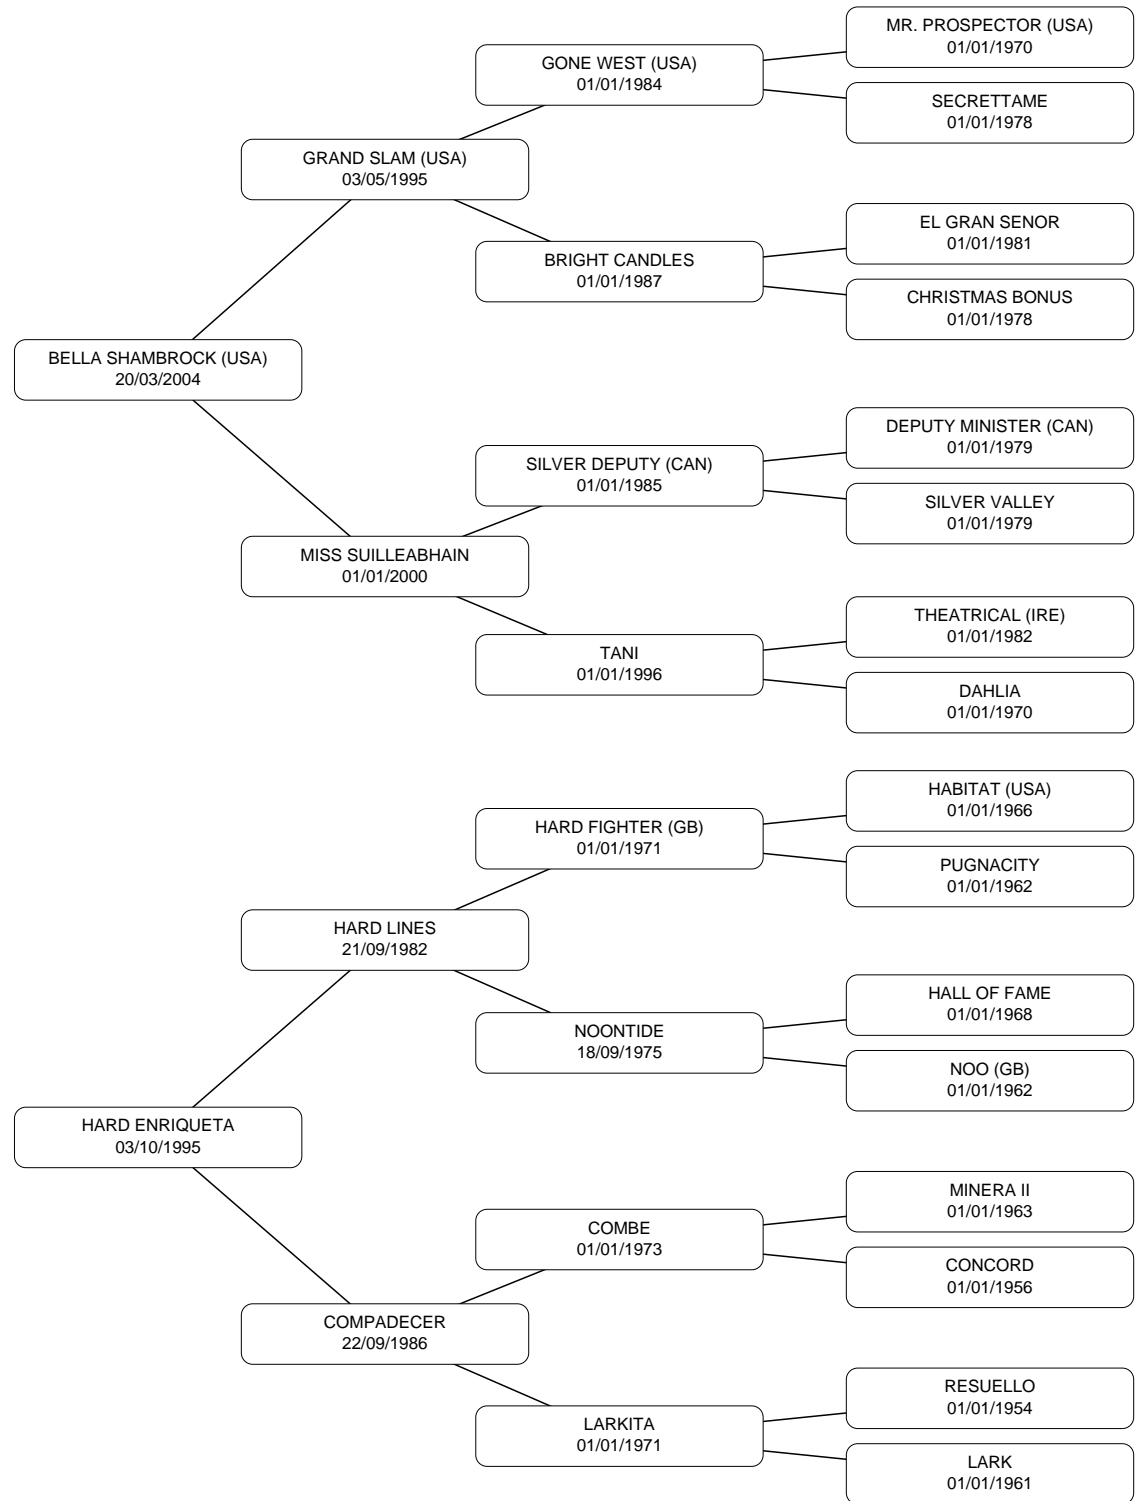 MR. PROSPECTOR (USA)
01/01/1970
GONE WEST (USA)
01/01/1984
SECRETTAME
01/01/1978
GRAND SLAM (USA)
03/05/1995
EL GRAN SENOR
01/01/1981
BRIGHT CANDLES
01/01/1987
CHRISTMAS BONUS
01/01/1978
BELLA SHAMBROCK (USA)
20/03/2004
DEPUTY MINISTER (CAN)
01/01/1979
SILVER DEPUTY (CAN)
01/01/1985
SILVER VALLEY
01/01/1979
MISS SUILLEABHAIN
01/01/2000
THEATRICAL (IRE)
01/01/1982
TANI
01/01/1996
DAHLIA
01/01/1970
HABITAT (USA)
01/01/1966
HARD FIGHTER (GB)
01/01/1971
PUGNACITY
01/01/1962
HARD LINES
21/09/1982
HALL OF FAME
01/01/1968
NOONTIDE
18/09/1975
NOO (GB)
01/01/1962
HARD ENRIQUETA
03/10/1995
MINERA II
01/01/1963
COMBE
01/01/1973
CONCORD
01/01/1956
COMPADECER
22/09/1986
RESUELLO
01/01/1954
LARKITA
01/01/1971
LARK
01/01/1961